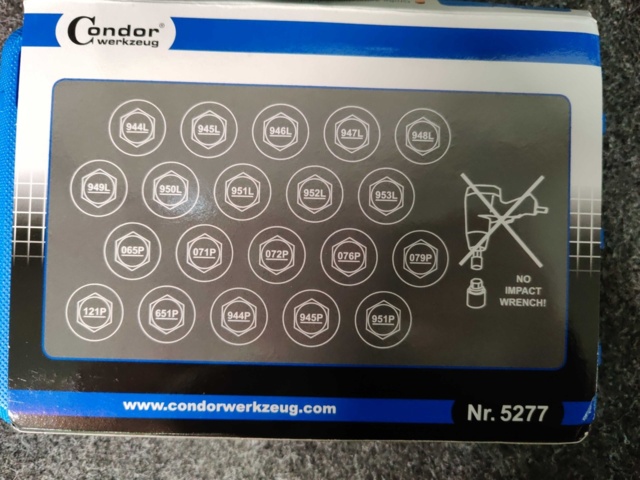 Condor®
werkzeug
944L 945L 946L 947L 948L
949L 950L 951L 952L 953L
065P 071P 072P 076P 079P
121P 651P 944P 945P 951P
NO
IMPACT
WRENCH!
www.condorwerkzeug.com
Nr. 5277